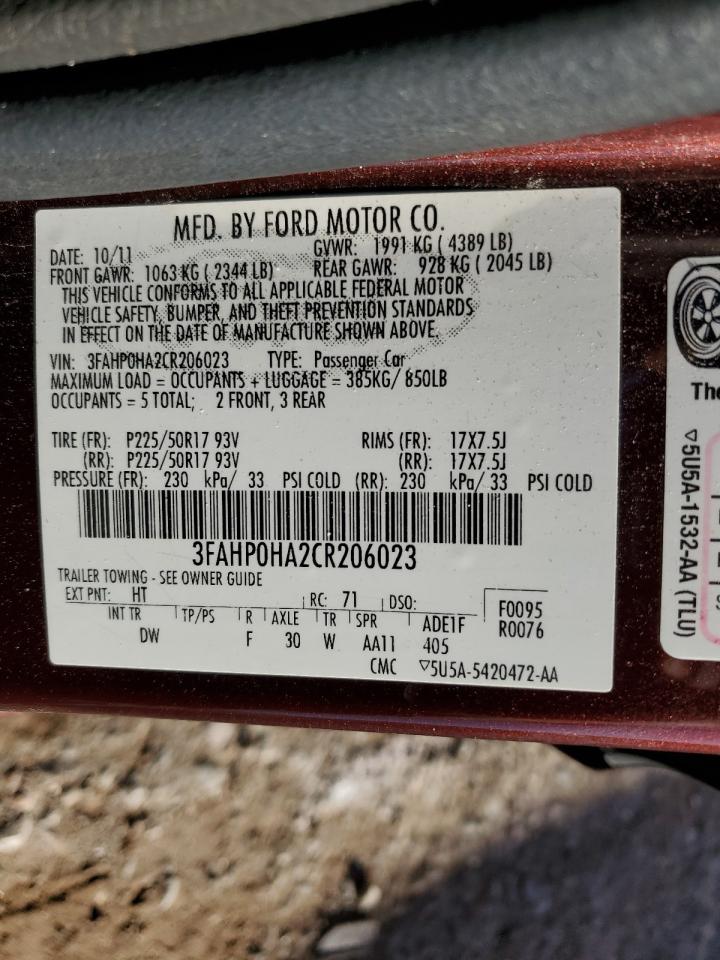 MFD. BY FORD MOTOR CO.
DATE: 10/11 GVWR: 1991 KG ( 4389 LB)
FRONT GAWR: 1063 KG ( 2344 LB) REAR GAWR: 928 KG ( 2045 LB)
THIS VEHICLE CONFORMS TO ALL APPLICABLE FEDERAL MOTOR
VEHICLE SAFETY, BUMPER, AND THEFT PREVENTION STANDARDS
IN EFFECT ON THE DATE OF MANUFACTURE SHOWN ABOVE.
VIN: 3FAHP0HA2CR206023 TYPE: Passenger Car
MAXIMUM LOAD = OCCUPANTS + LUGGAGE = 385KG/ 850LB
OCCUPANTS = 5 TOTAL; 2 FRONT, 3 REAR
TIRE (FR): P225/50R17 93V RIMS (FR): 17X7.5J
(RR): P225/50R17 93V (RR): 17X7.5J
PRESSURE (FR): 230 kPa/ 33 PSI COLD (RR): 230 kPa/ 33 PSI COLD
3FAHP0HA2CR206023
TRAILER TOWING - SEE OWNER GUIDE
EXT PNT: HT RC: 71 DSO: F0095
INT TR TP/PS R AXLE TR SPR ADE1F R0076
DW F 30 W AA11 405
CMC ▽5U5A-5420472-AA
The
▽5U5A-1532-AA (TLU)